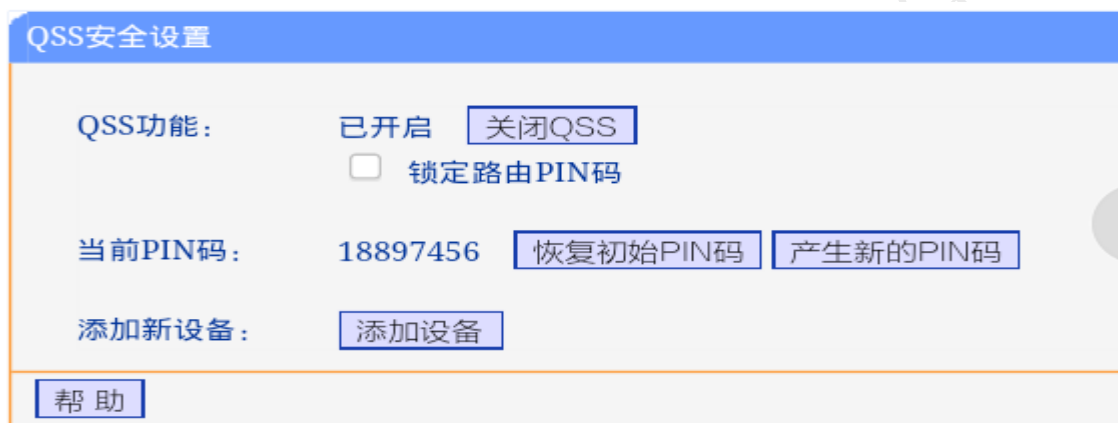 QSS安全设置
QSS功能： 已开启 关闭QSS
锁定路由PIN码
当前PIN码： 18897456 恢复初始PIN码 产生新的PIN码
添加新设备： 添加设备
帮 助